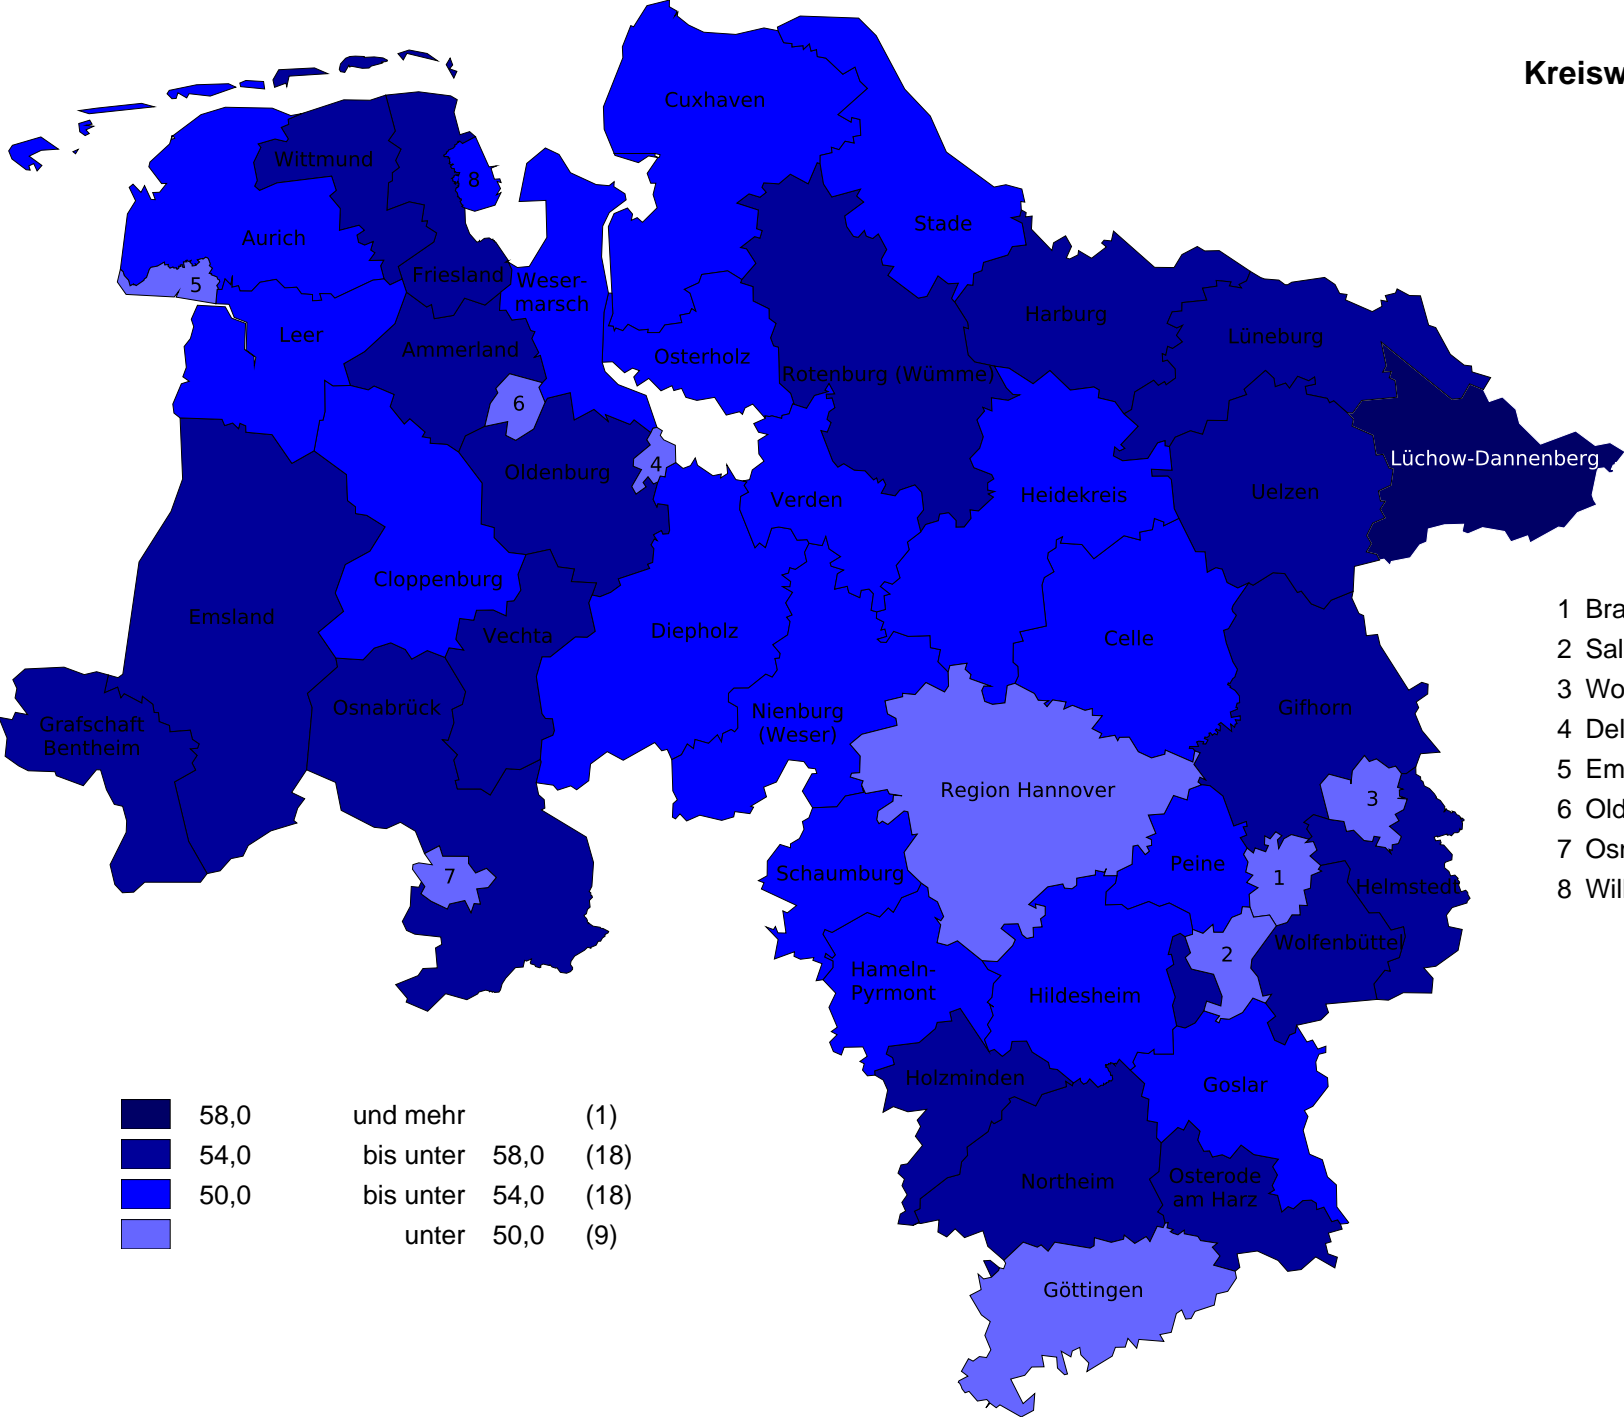 Kreisw
Cuxhaven
Wittmund
8
Stade
Aurich
Friesland
5
Weser-
marsch
Harburg
Leer
Lüneburg
Ammerland
Osterholz
Rotenburg (Wümme)
6
Lüchow-Dannenberg
4
Oldenburg
Uelzen
Heidekreis
Verden
Cloppenburg
Emsland
Vechta
Diepholz
Celle
1 Bra
2 Sal
3 Wo
4 Del
5 Em
6 Old
7 Osn
8 Will
Osnabrück
Gifhorn
Nienburg
(Weser)
Grafschaft
Bentheim
Region Hannover
3
Peine
Schaumburg
7
1
Helmstedt
Wolfenbüttel
2
Hameln-
Pyrmont
Hildesheim
Holzminden
Goslar
Northeim
Osterode
am Harz
Göttingen
58,0 und mehr (1)
54,0 bis unter 58,0 (18)
50,0 bis unter 54,0 (18)
unter 50,0 (9)